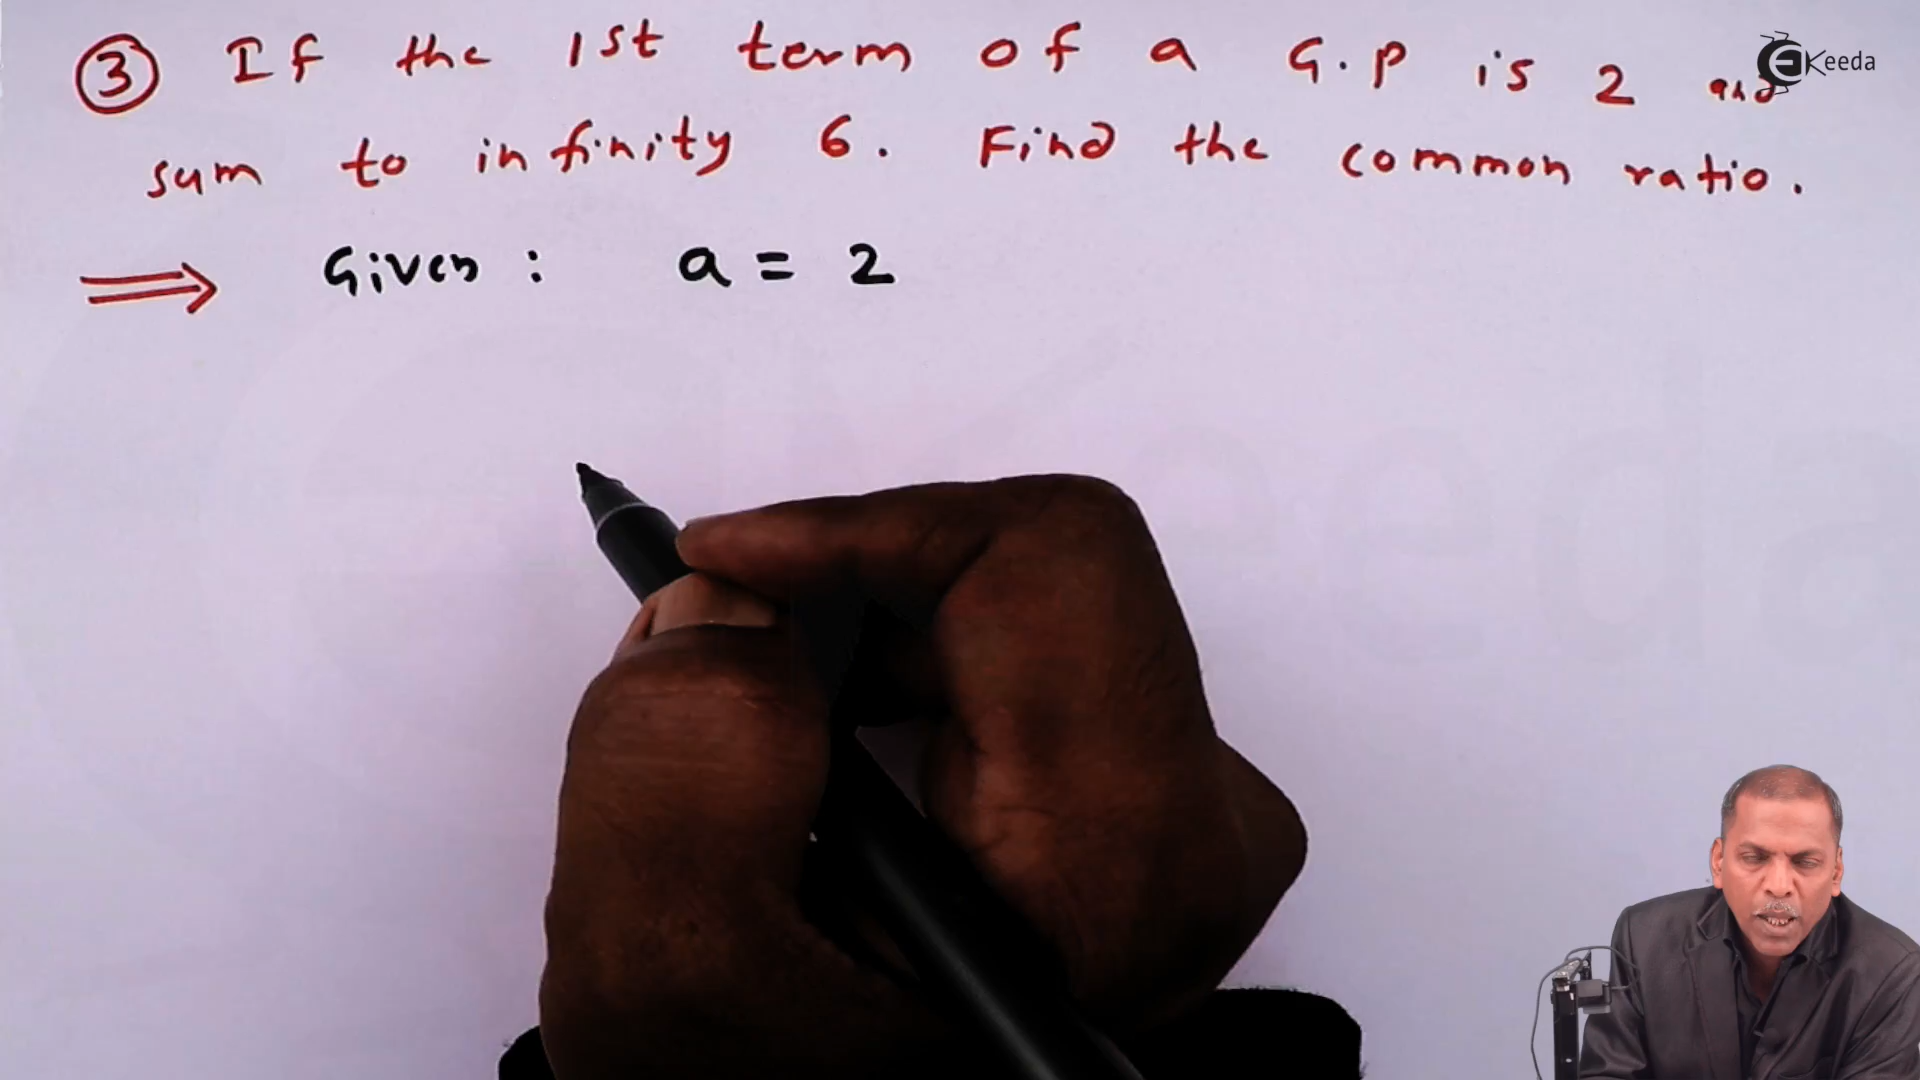 ③ If the 1st term of a G.P is 2 and
Keeda
sum to infinity 6. Find the common ratio.
⟹ Given : a = 2